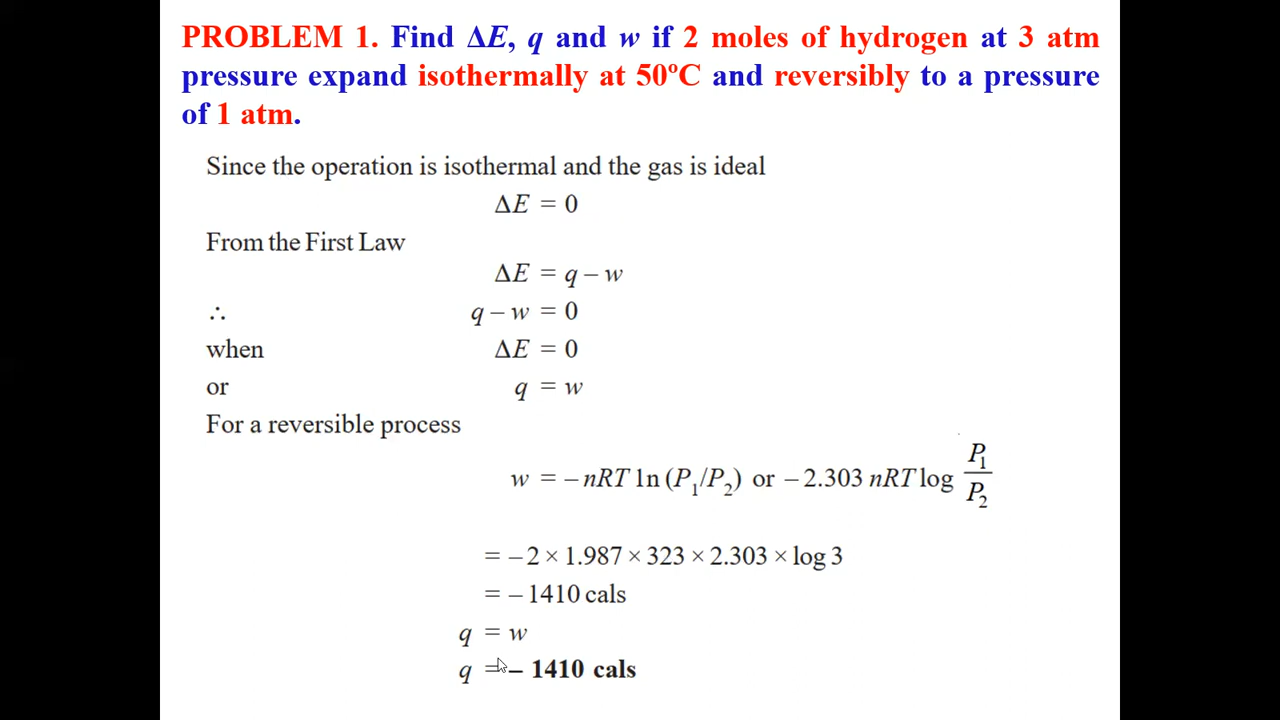 PROBLEM 1. Find ΔE, q and w if 2 moles of hydrogen at 3 atm
pressure expand isothermally at 50ºC and reversibly to a pressure
of 1 atm.
Since the operation is isothermal and the gas is ideal
ΔE = 0
From the First Law
ΔE = q – w
∴ q – w = 0
when ΔE = 0
or q = w
For a reversible process
w = – nRT ln (P₁/P₂) or – 2.303 nRT log P₁/P₂
= – 2 × 1.987 × 323 × 2.303 × log 3
= – 1410 cals
q = w
q = – 1410 cals